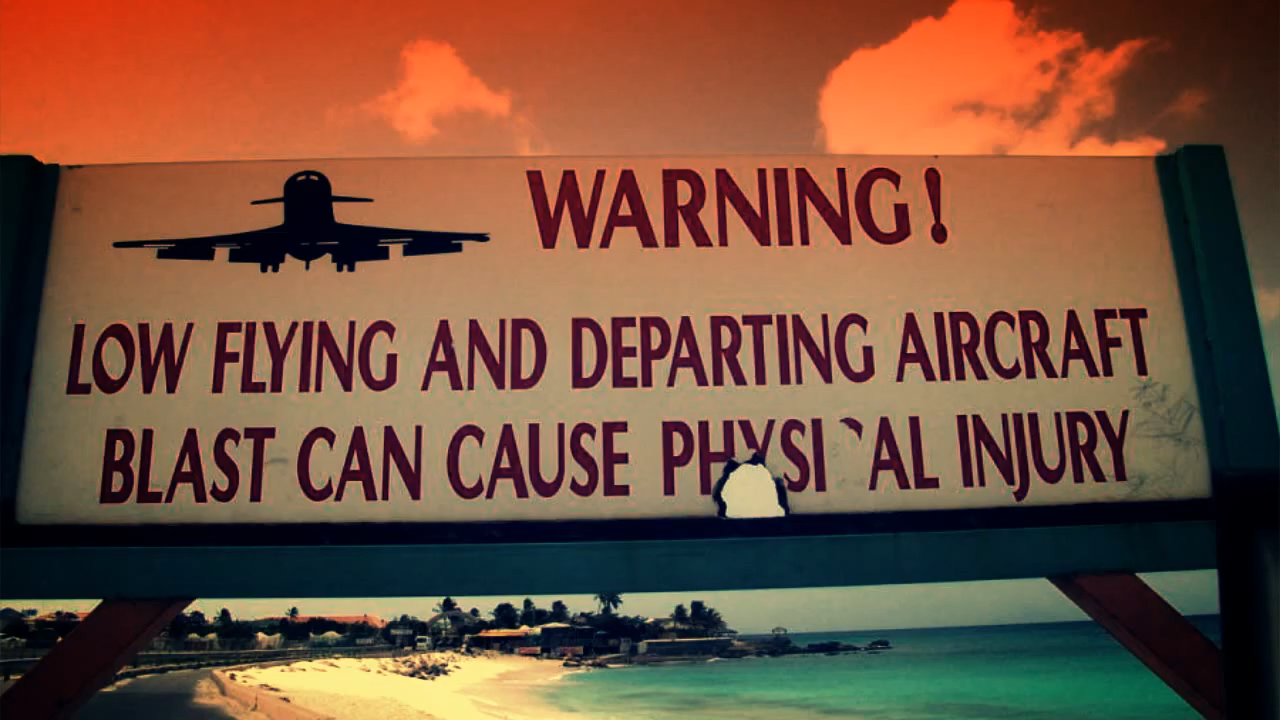 WARNING!
LOW FLYING AND DEPARTING AIRCRAFT
BLAST CAN CAUSE PHYSICAL INJURY